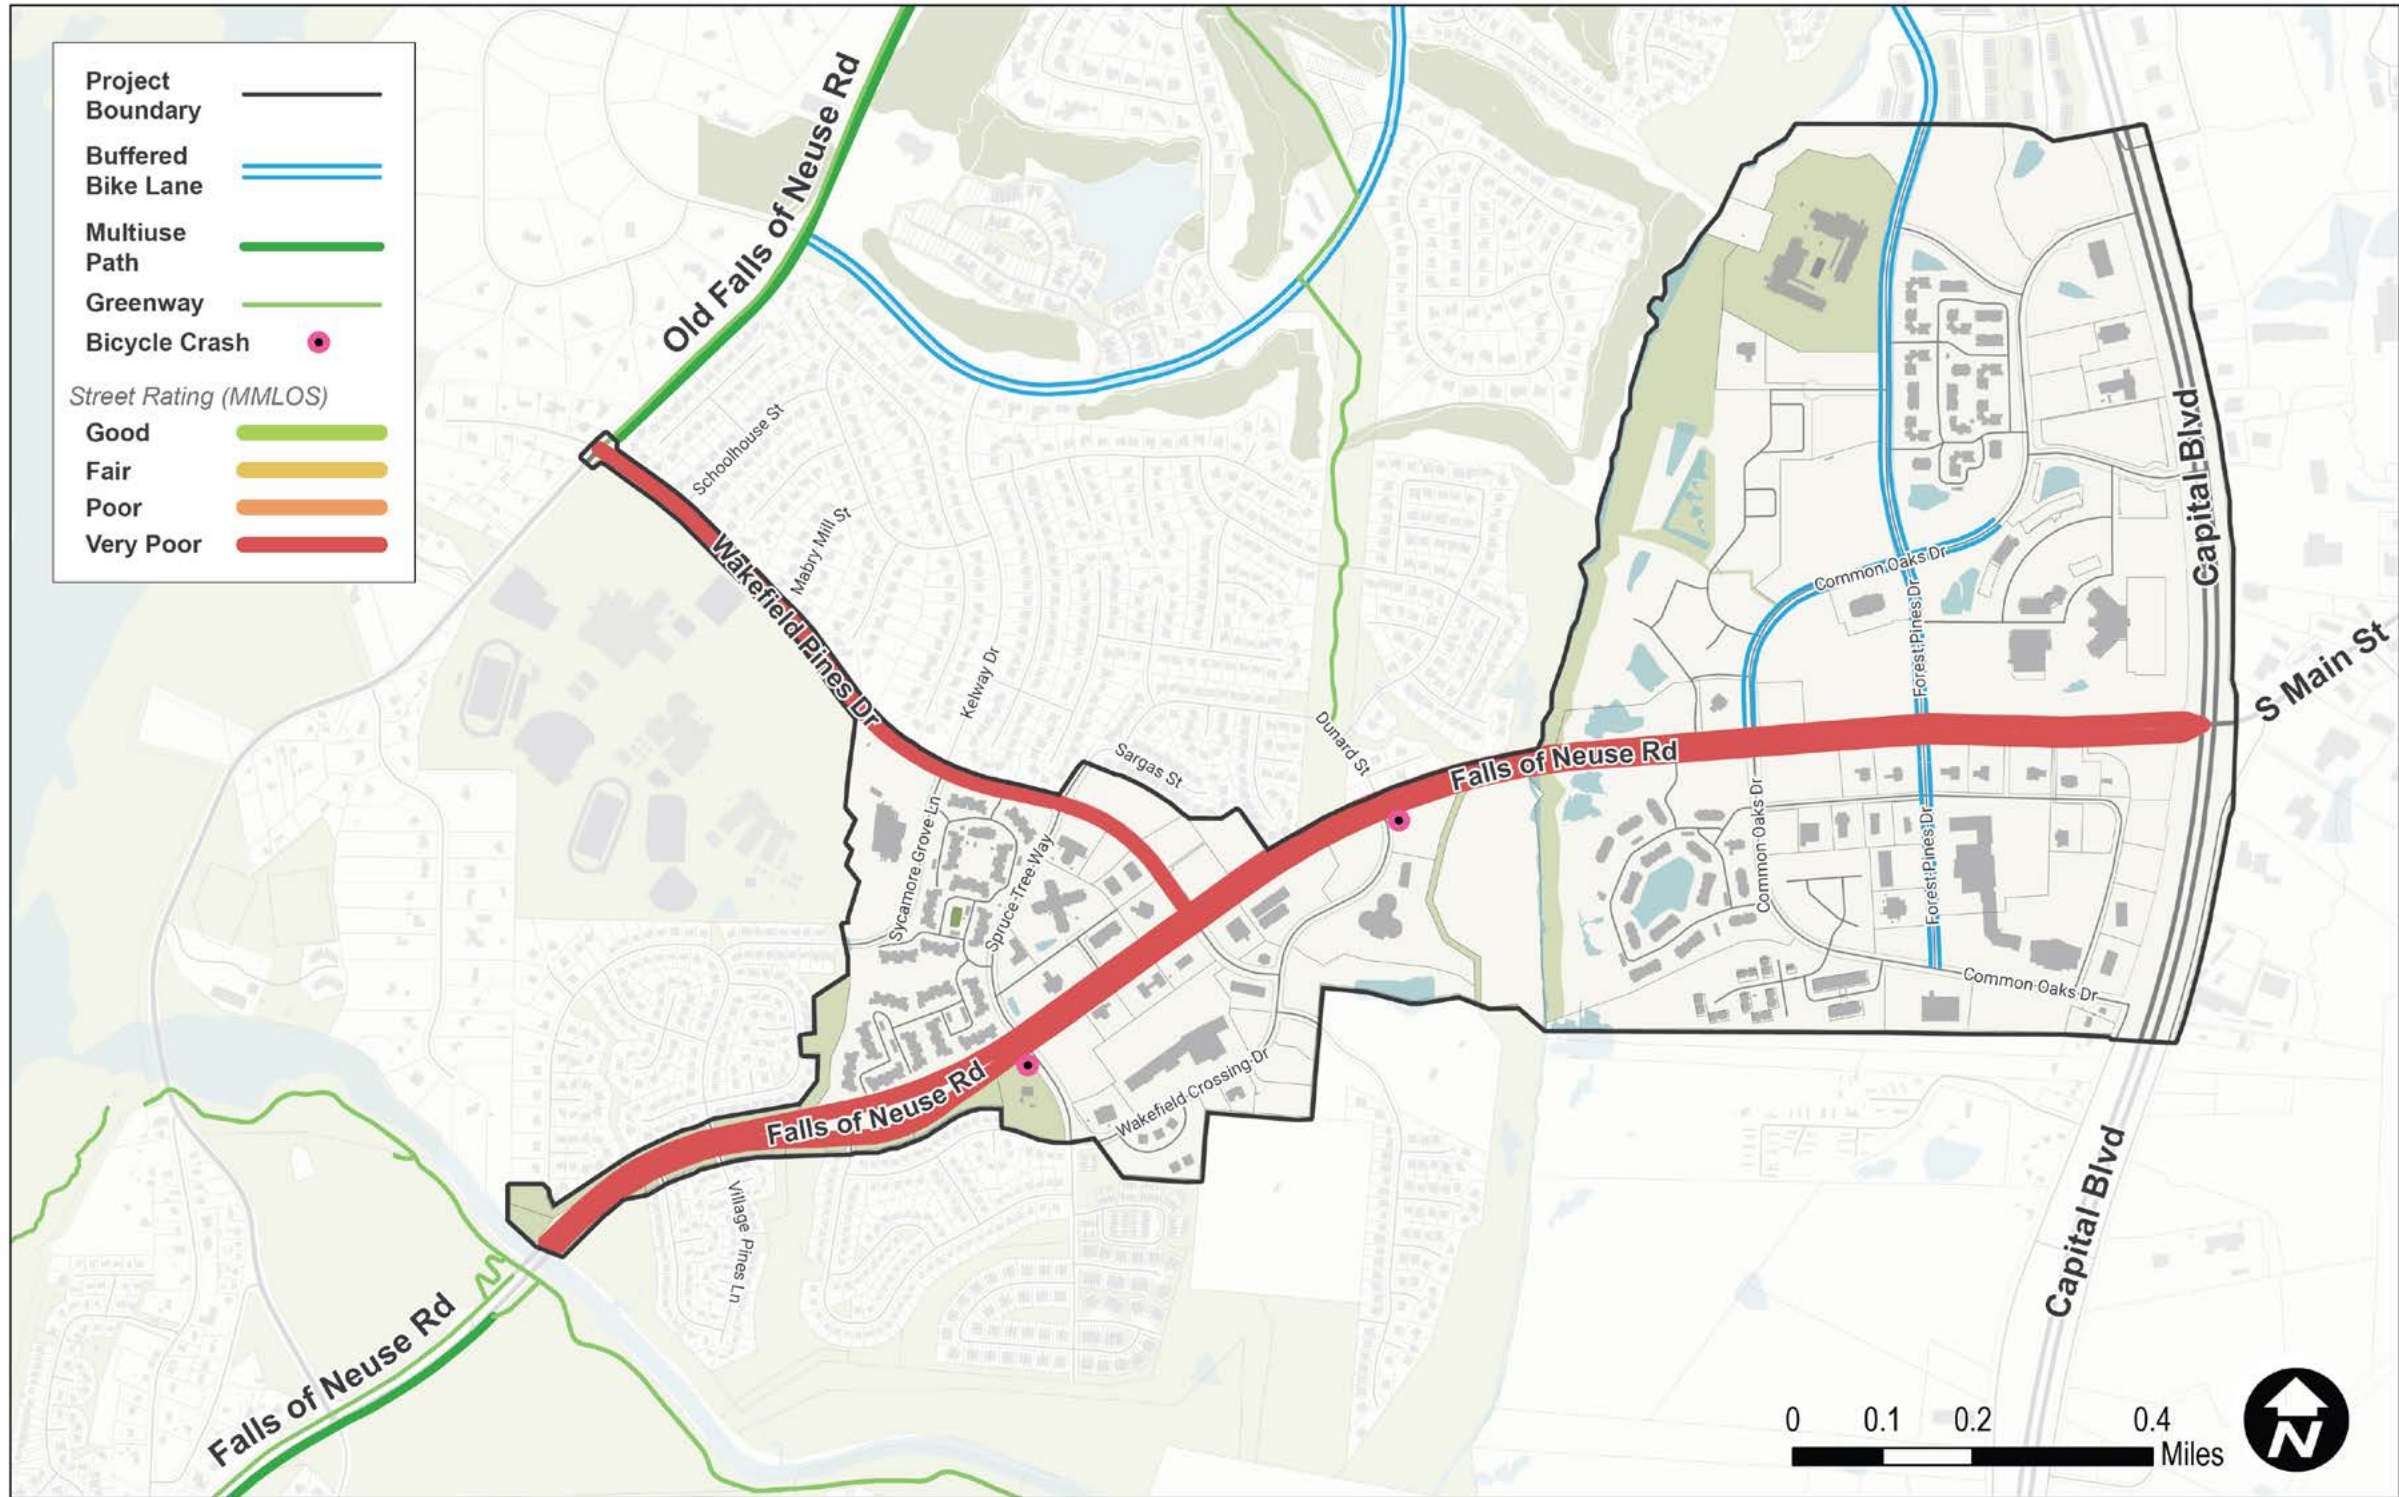 Project
Boundary
Buffered
Bike Lane
Multiuse
Path
Greenway
Bicycle Crash
Street Rating (MMLOS)
Good
Fair
Poor
Very Poor
Old Falls of Neuse Rd
Schoolhouse St
Mabry Mill St
Wakefield Pines Dr
Kelway Dr
Sargas St
Dunard St
Sycamore Grove Ln
Spruce Tree Way
Falls of Neuse Rd
Common Oaks Dr
Forest Pines Dr
Capital Blvd
S Main St
Common Oaks Dr
Forest Pines Dr
Common Oaks Dr
Wakefield Crossing Dr
Falls of Neuse Rd
Village Pines Ln
Falls of Neuse Rd
Capital Blvd
0 0.1 0.2 0.4
Miles
N